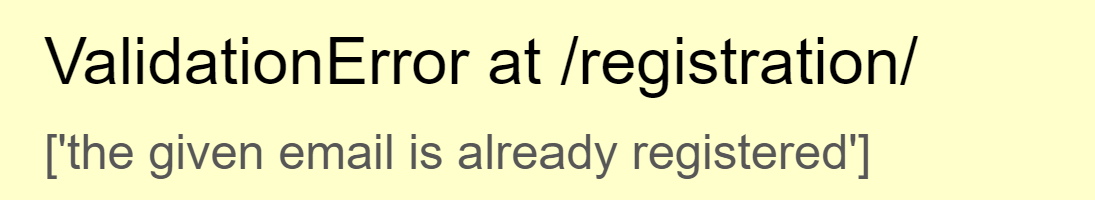 ValidationError at /registration/
['the given email is already registered']